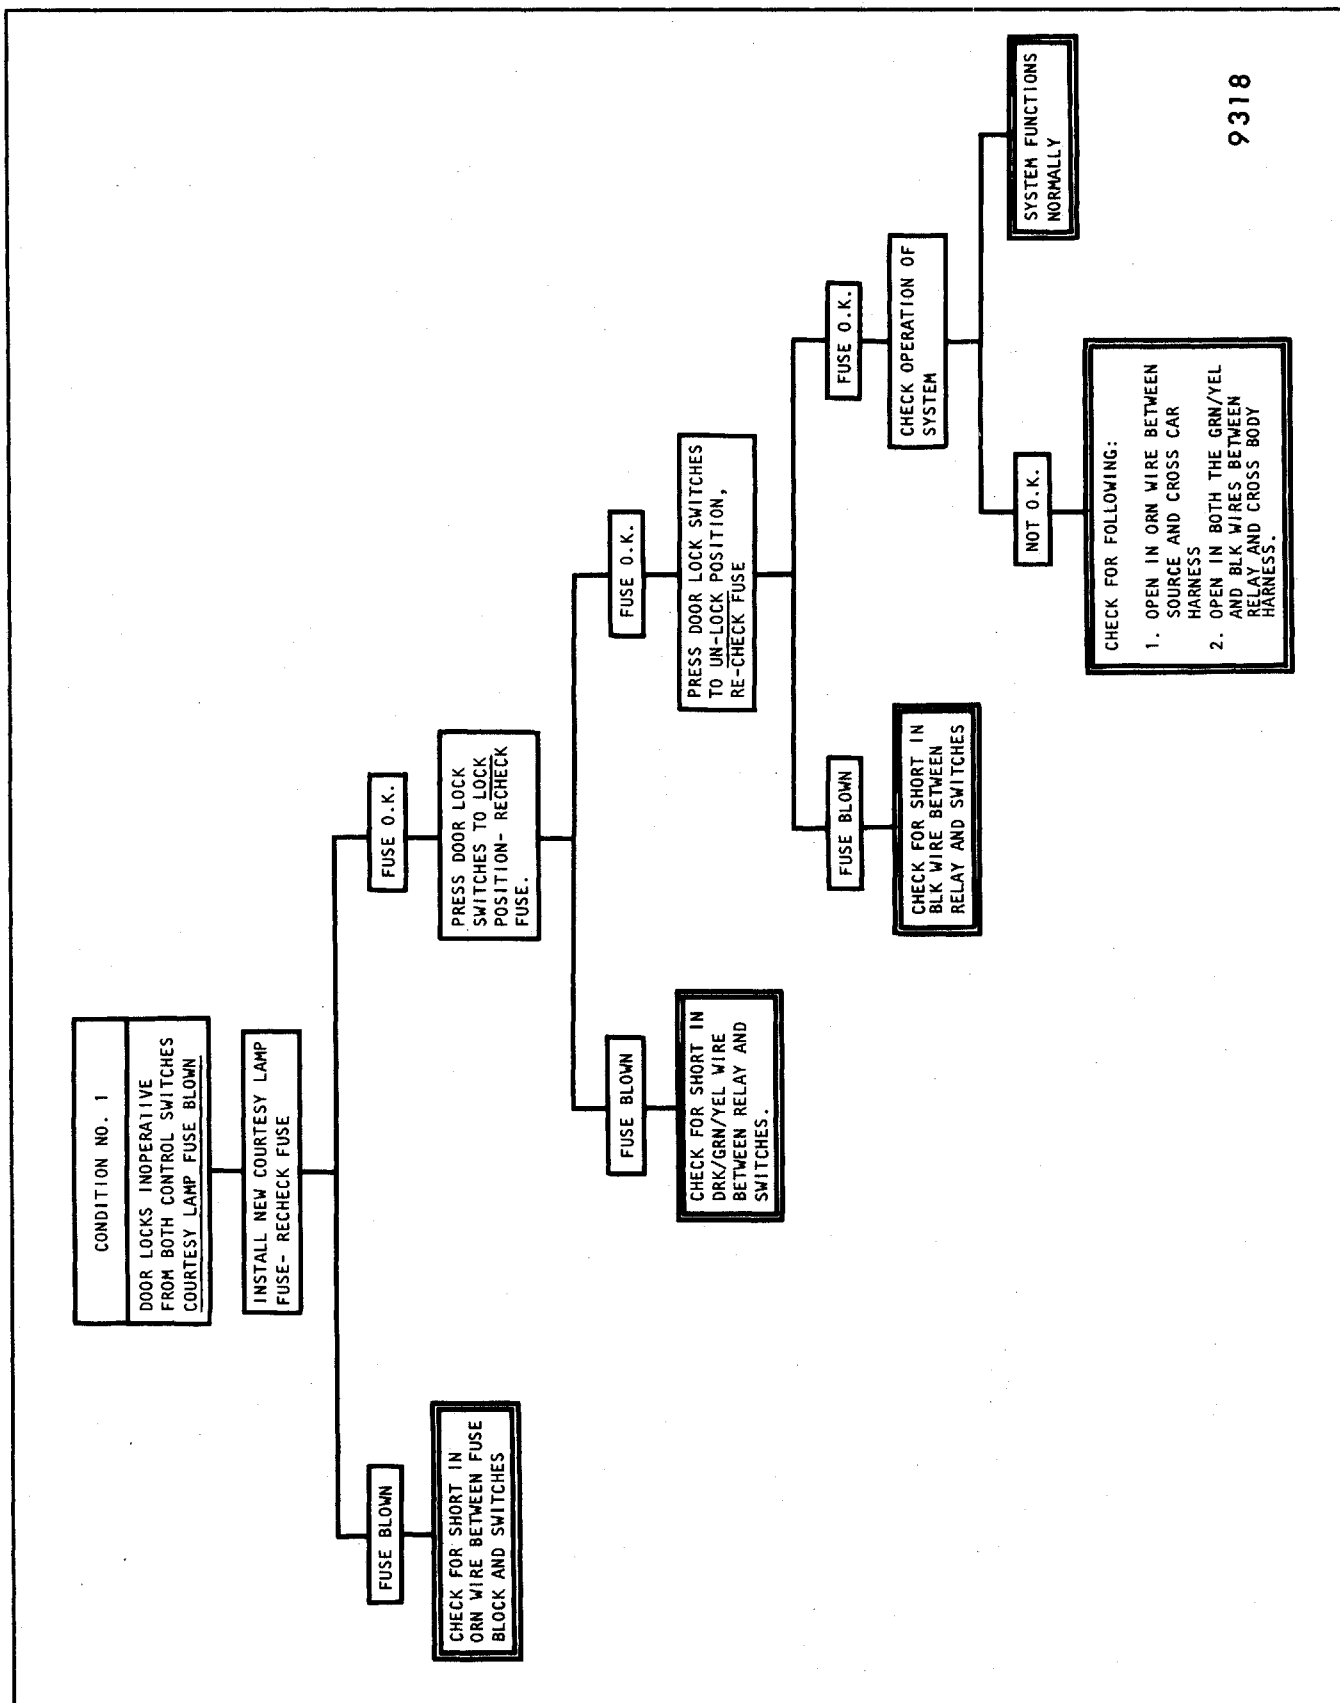 CONDITION NO. 1
DOOR LOCKS INOPERATIVE
FROM BOTH CONTROL SWITCHES
COURTESY LAMP FUSE BLOWN
INSTALL NEW COURTESY LAMP
FUSE- RECHECK FUSE
FUSE BLOWN
CHECK FOR SHORT IN
ORN WIRE BETWEEN FUSE
BLOCK AND SWITCHES
FUSE O.K.
PRESS DOOR LOCK
SWITCHES TO LOCK
POSITION- RECHECK
FUSE.
FUSE BLOWN
CHECK FOR SHORT IN
DRK/GRN/YEL WIRE
BETWEEN RELAY AND
SWITCHES.
FUSE O.K.
PRESS DOOR LOCK SWITCHES
TO UN-LOCK POSITION,
RE-CHECK FUSE
FUSE BLOWN
CHECK FOR SHORT IN
BLK WIRE BETWEEN
RELAY AND SWITCHES
FUSE O.K.
CHECK OPERATION OF
SYSTEM
NOT O.K.
CHECK FOR FOLLOWING:
1. OPEN IN ORN WIRE BETWEEN
SOURCE AND CROSS CAR
HARNESS
2. OPEN IN BOTH THE GRN/YEL
AND BLK WIRES BETWEEN
RELAY AND CROSS BODY
HARNESS.
SYSTEM FUNCTIONS
NORMALLY
9318